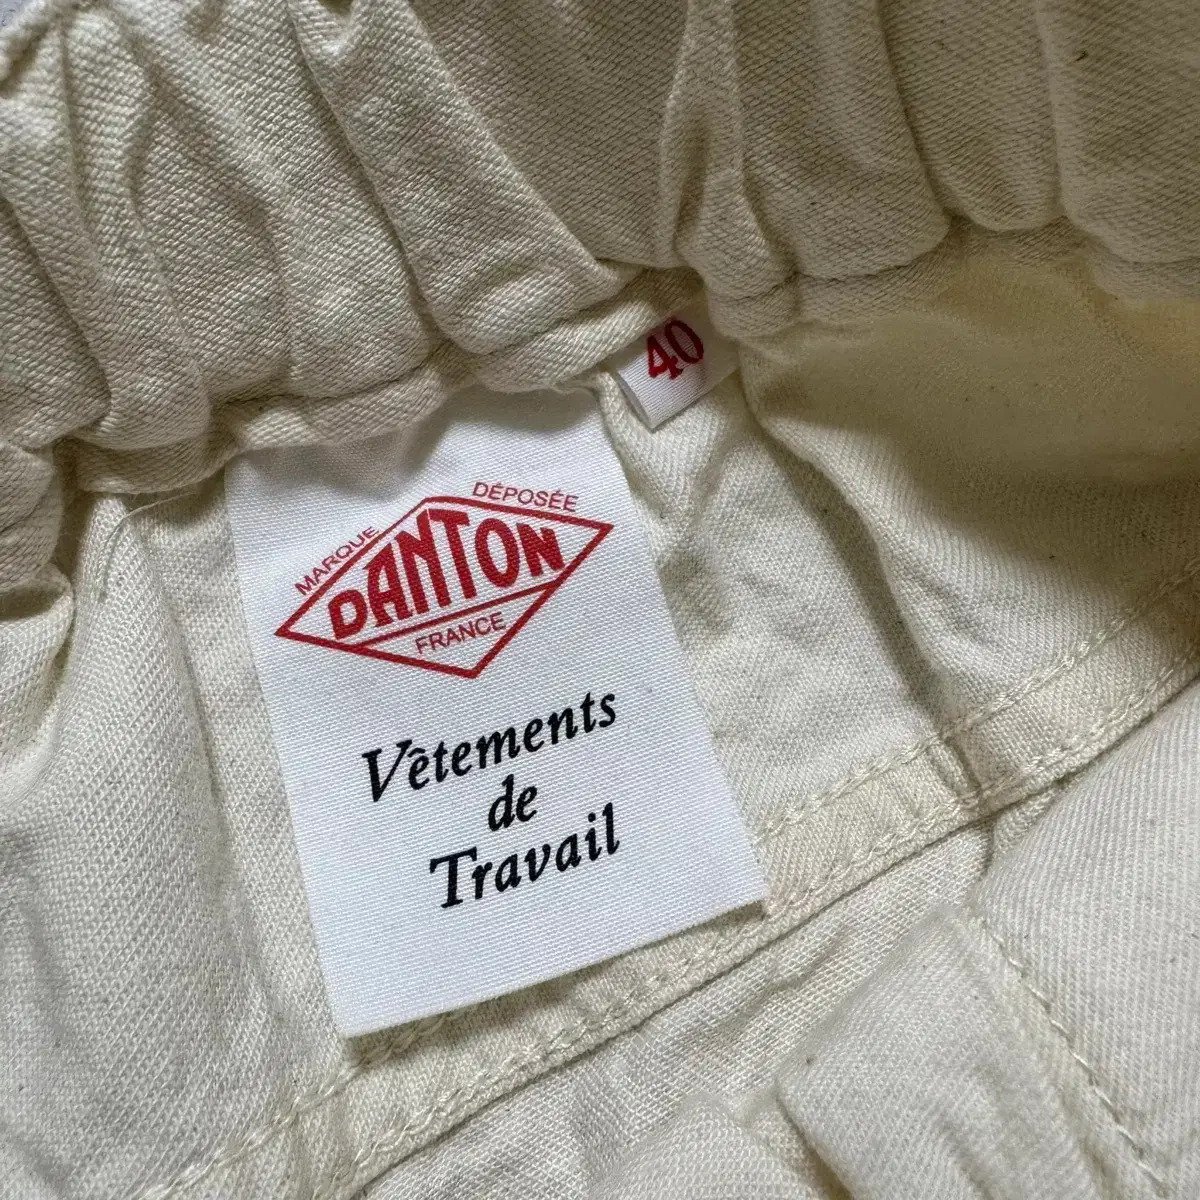 40
MARQUE DÉPOSÉE
DANTON
FRANCE
Vêtements
de
Travail